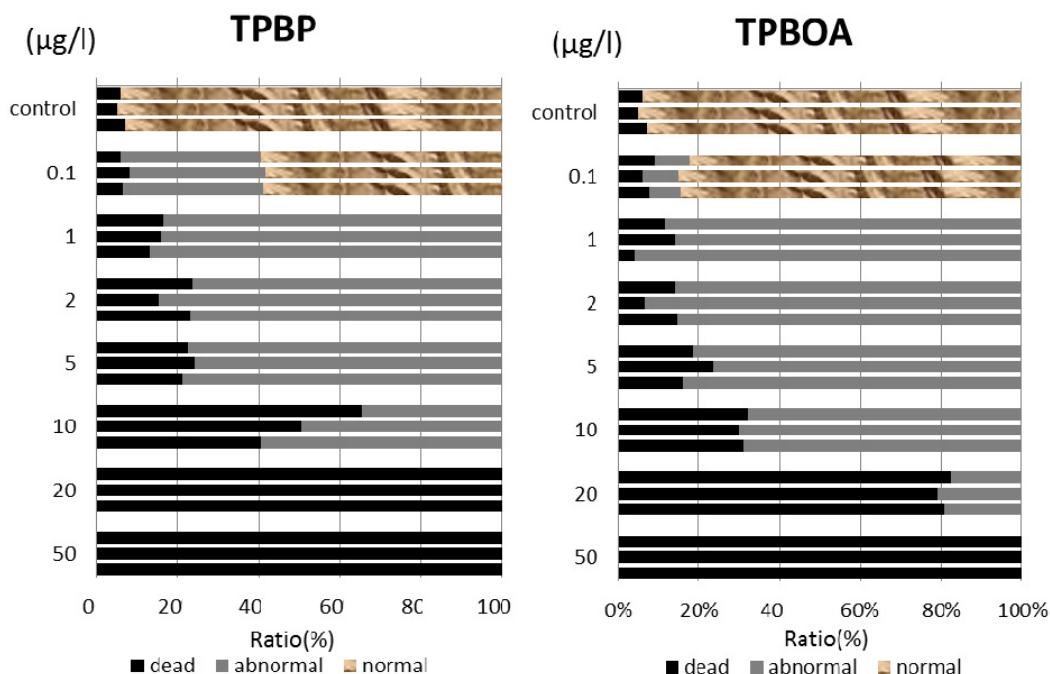 TPBP
(μg/l)
control
0.1
1
2
5
10
20
50
0 20 40 60 80 100
Ratio(%)
dead abnormal normal
TPBOA
(μg/l)
control
0.1
1
2
5
10
20
50
0% 20% 40 60% 80% 100%
Ratio(%)
dead abnormal normal